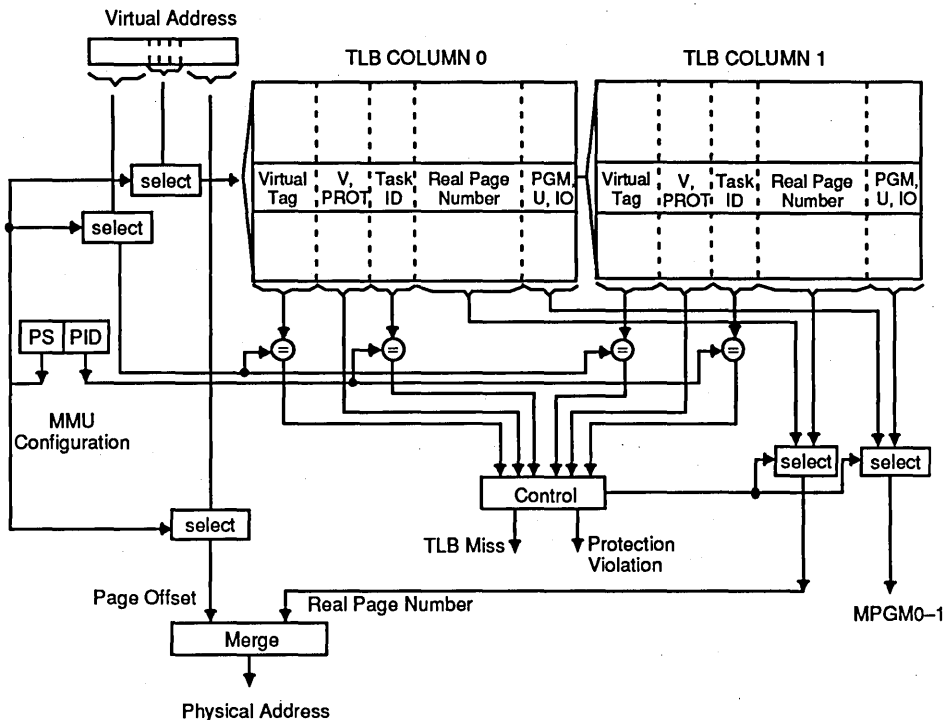 Virtual Address
TLB COLUMN 0
TLB COLUMN 1
select
Virtual
Tag
V,
PROT
Task
ID
Real Page
Number
PGM,
U, IO
Virtual
Tag
V,
PROT
Task
ID
Real Page
Number
PGM,
U, IO
select
PS
PID
=
=
=
=
MMU
Configuration
select
select
Control
select
TLB Miss
Protection
Violation
Page Offset
Real Page Number
MPGM0–1
Merge
Physical Address